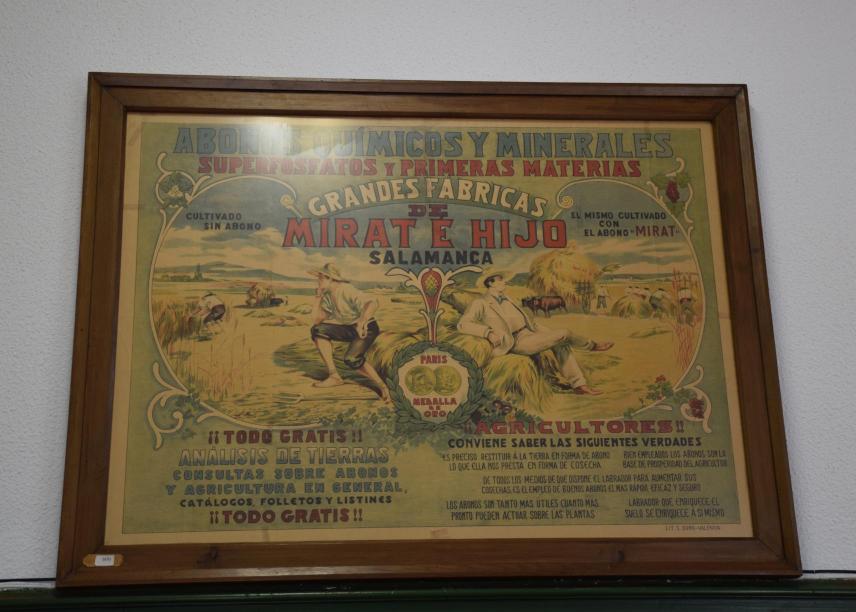 ABONOS QUÍMICOS Y MINERALES
SUPERFOSFATOS Y PRIMERAS MATERIAS
GRANDES FÁBRICAS
DE
MIRAT É HIJO
SALAMANCA
CULTIVADO
SIN ABONO
EL MISMO CULTIVADO
CON
EL ABONO "MIRAT"
PARIS
MEDALLA
DE
ORO
¡¡TODO GRATIS!!
ANÁLISIS DE TIERRAS
CONSULTAS SOBRE ABONOS
Y AGRICULTURA EN GENERAL,
CATÁLOGOS, FOLLETOS Y LISTINES
¡¡TODO GRATIS!!
¡¡AGRICULTORES!!
CONVIENE SABER LAS SIGUIENTES VERDADES
ES PRECISO RESTITUIR Á LA TIERRA EN FORMA DE ABONO
LO QUE ELLA NOS PRESTA EN FORMA DE COSECHA.
BIEN EMPLEADOS LOS ABONOS SON LA
BASE DE PROSPERIDAD DEL AGRICULTOR
DE TODOS LOS MEDIOS DE QUE DISPONE EL LABRADOR PARA AUMENTAR SUS
COSECHAS, ES EL EMPLEO DE BUENOS ABONOS EL MAS RÁPIDO, EFICAZ Y SEGURO
LOS ABONOS SON TANTO MAS UTILES CUANTO MAS
PRONTO PUEDEN ACTUAR SOBRE LAS PLANTAS
LABRADOR QUE ENRIQUECE EL
SUELO SE ENRIQUECE Á SI MISMO
LIT. S. DURÁ-VALENCIA